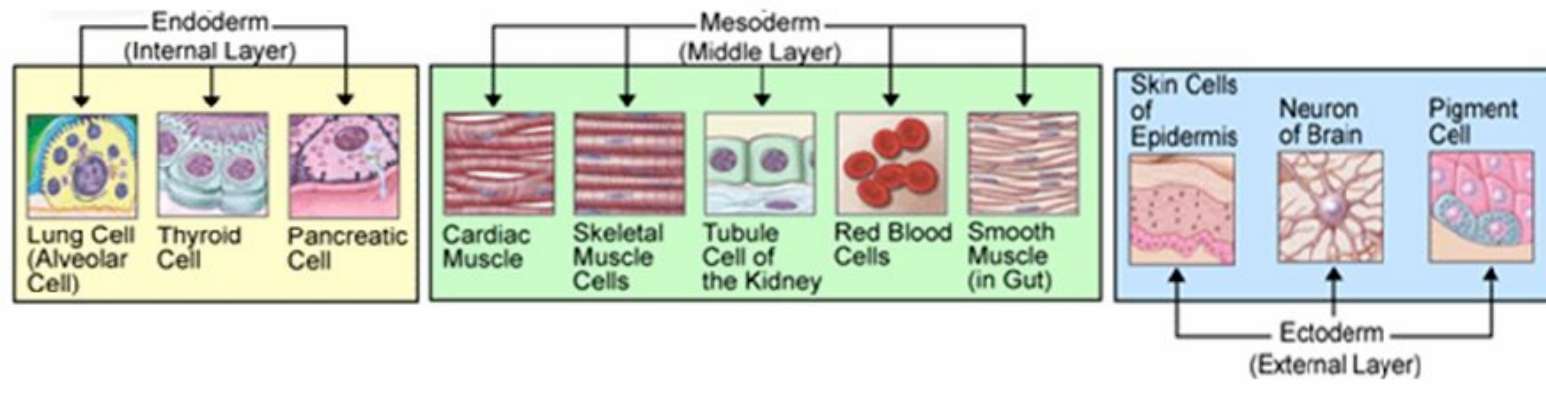 Endoderm
(Internal Layer)
Lung Cell
(Alveolar
Cell)
Thyroid
Cell
Pancreatic
Cell
Mesoderm
(Middle Layer)
Cardiac
Muscle
Skeletal
Muscle
Cells
Tubule
Cell of
the Kidney
Red Blood
Cells
Smooth
Muscle
(in Gut)
Skin Cells
of
Epidermis
Neuron
of Brain
Pigment
Cell
Ectoderm
(External Layer)